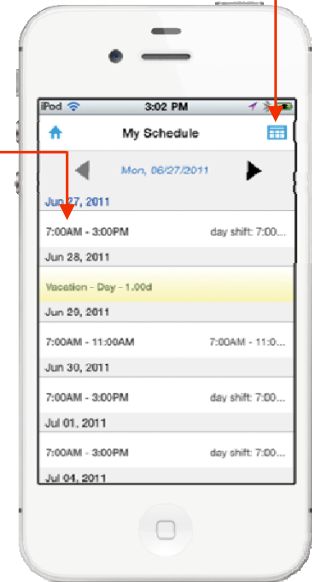 iPod 3:02 PM
My Schedule
Mon, 06/27/2011
Jun 27, 2011
7:00AM - 3:00PM day shift: 7:00...
Jun 28, 2011
Vacation - Day - 1.00d
Jun 29, 2011
7:00AM - 11:00AM 7:00AM - 11:0...
Jun 30, 2011
7:00AM - 3:00PM day shift: 7:00...
Jul 01, 2011
7:00AM - 3:00PM day shift: 7:00...
Jul 04, 2011